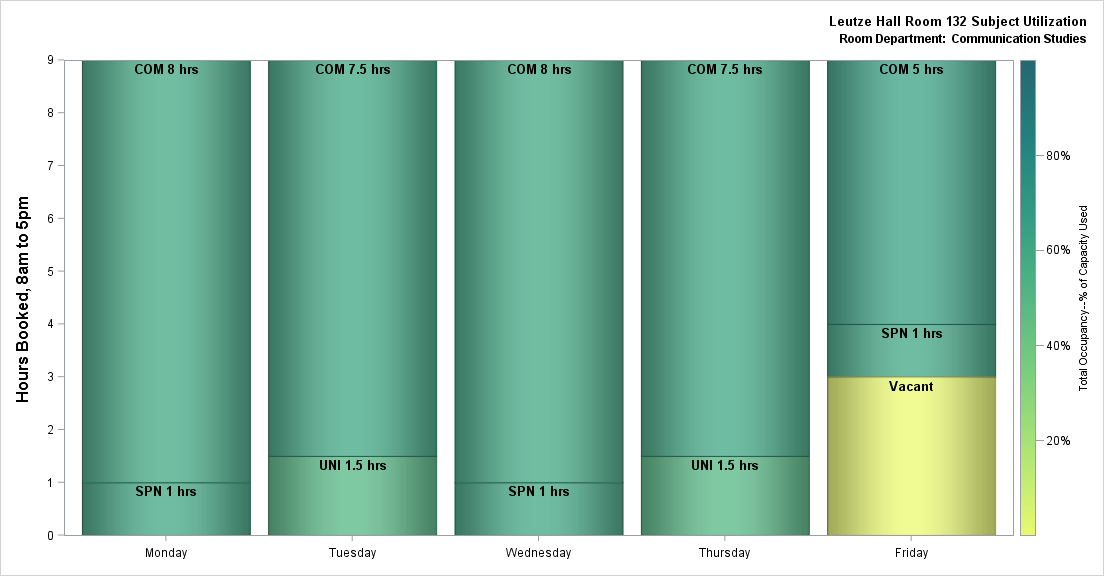 Leutze Hall Room 132 Subject Utilization
Room Department: Communication Studies
Hours Booked, 8am to 5pm
9
8
7
6
5
4
3
2
1
0
COM 8 hrs
SPN 1 hrs
COM 7.5 hrs
UNI 1.5 hrs
COM 8 hrs
SPN 1 hrs
COM 7.5 hrs
UNI 1.5 hrs
COM 5 hrs
SPN 1 hrs
Vacant
Monday
Tuesday
Wednesday
Thursday
Friday
80%
60%
40%
20%
Total Occupancy--% of Capacity Used